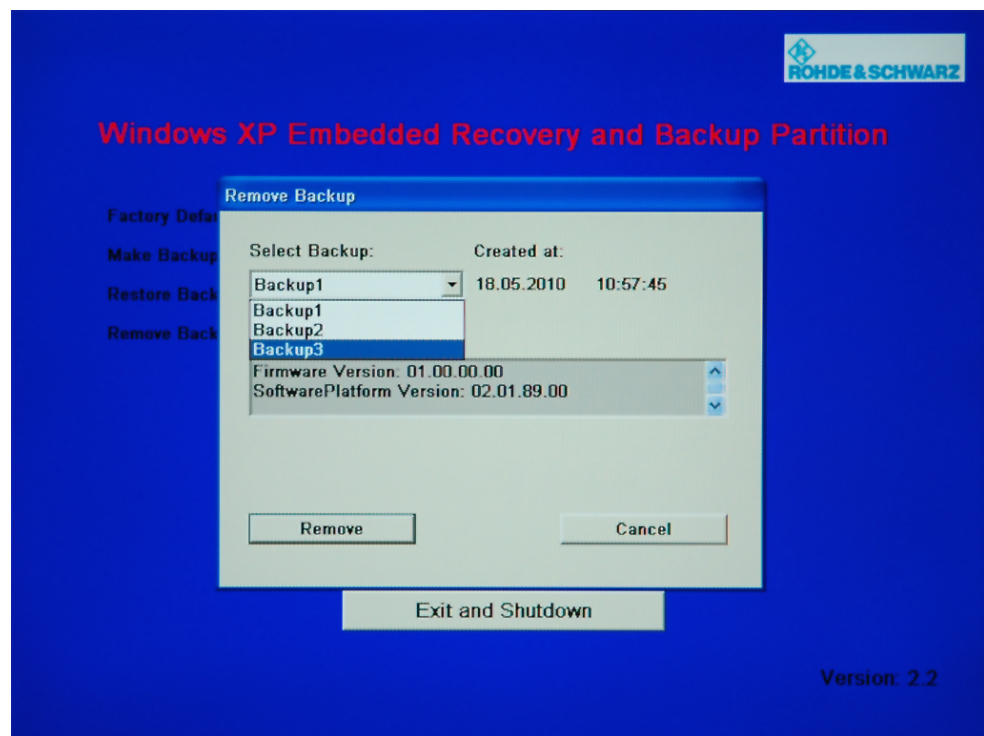 ROHDE&SCHWARZ
Windows XP Embedded Recovery and Backup Partition
Remove Backup
Factory Defa
Make Backup
Restore Back
Remove Back
Select Backup: Created at:
Backup1 18.05.2010 10:57:45
Backup1
Backup2
Backup3
Firmware Version: 01.00.00.00
SoftwarePlatform Version: 02.01.89.00
Remove Cancel
Exit and Shutdown
Version: 2.2